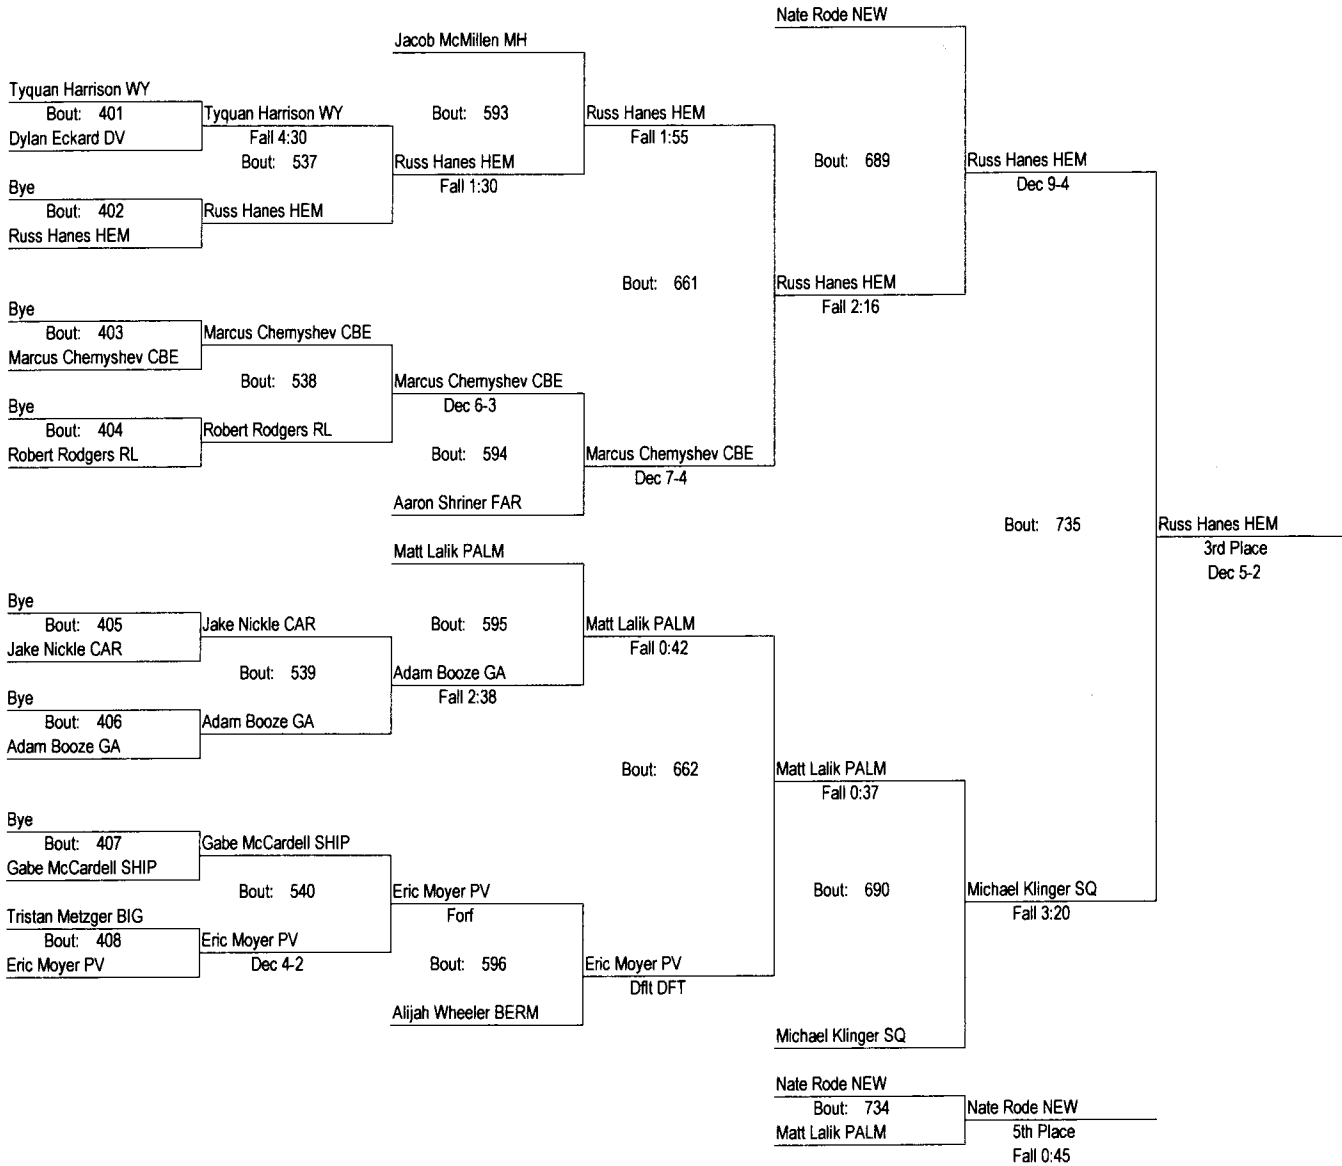 Nate Rode NEW
Jacob McMillen MH
Tyquan Harrison WY
Bout: 401
Dylan Eckard DV
Tyquan Harrison WY
Fall 4:30
Bout: 537
Bout: 593
Russ Hanes HEM
Fall 1:55
Russ Hanes HEM
Fall 1:30
Bye
Bout: 402
Russ Hanes HEM
Russ Hanes HEM
Bout: 689
Russ Hanes HEM
Dec 9-4
Bout: 661
Russ Hanes HEM
Fall 2:16
Bye
Bout: 403
Marcus Chemyshev CBE
Marcus Chemyshev CBE
Bout: 538
Marcus Chemyshev CBE
Dec 6-3
Bye
Bout: 404
Robert Rodgers RL
Robert Rodgers RL
Bout: 594
Marcus Chemyshev CBE
Dec 7-4
Aaron Shriner FAR
Bout: 735
Russ Hanes HEM
3rd Place
Dec 5-2
Matt Lalik PALM
Bye
Bout: 405
Jake Nickle CAR
Jake Nickle CAR
Bout: 595
Matt Lalik PALM
Fall 0:42
Bout: 539
Adam Booze GA
Fall 2:38
Bye
Bout: 406
Adam Booze GA
Adam Booze GA
Bout: 662
Matt Lalik PALM
Fall 0:37
Bye
Bout: 407
Gabe McCardell SHIP
Gabe McCardell SHIP
Bout: 540
Eric Moyer PV
Forf
Bout: 690
Michael Klinger SQ
Fall 3:20
Tristan Metzger BIG
Bout: 408
Eric Moyer PV
Eric Moyer PV
Dec 4-2
Bout: 596
Eric Moyer PV
Dflt DFT
Alijah Wheeler BERM
Michael Klinger SQ
Nate Rode NEW
Bout: 734
Matt Lalik PALM
Nate Rode NEW
5th Place
Fall 0:45